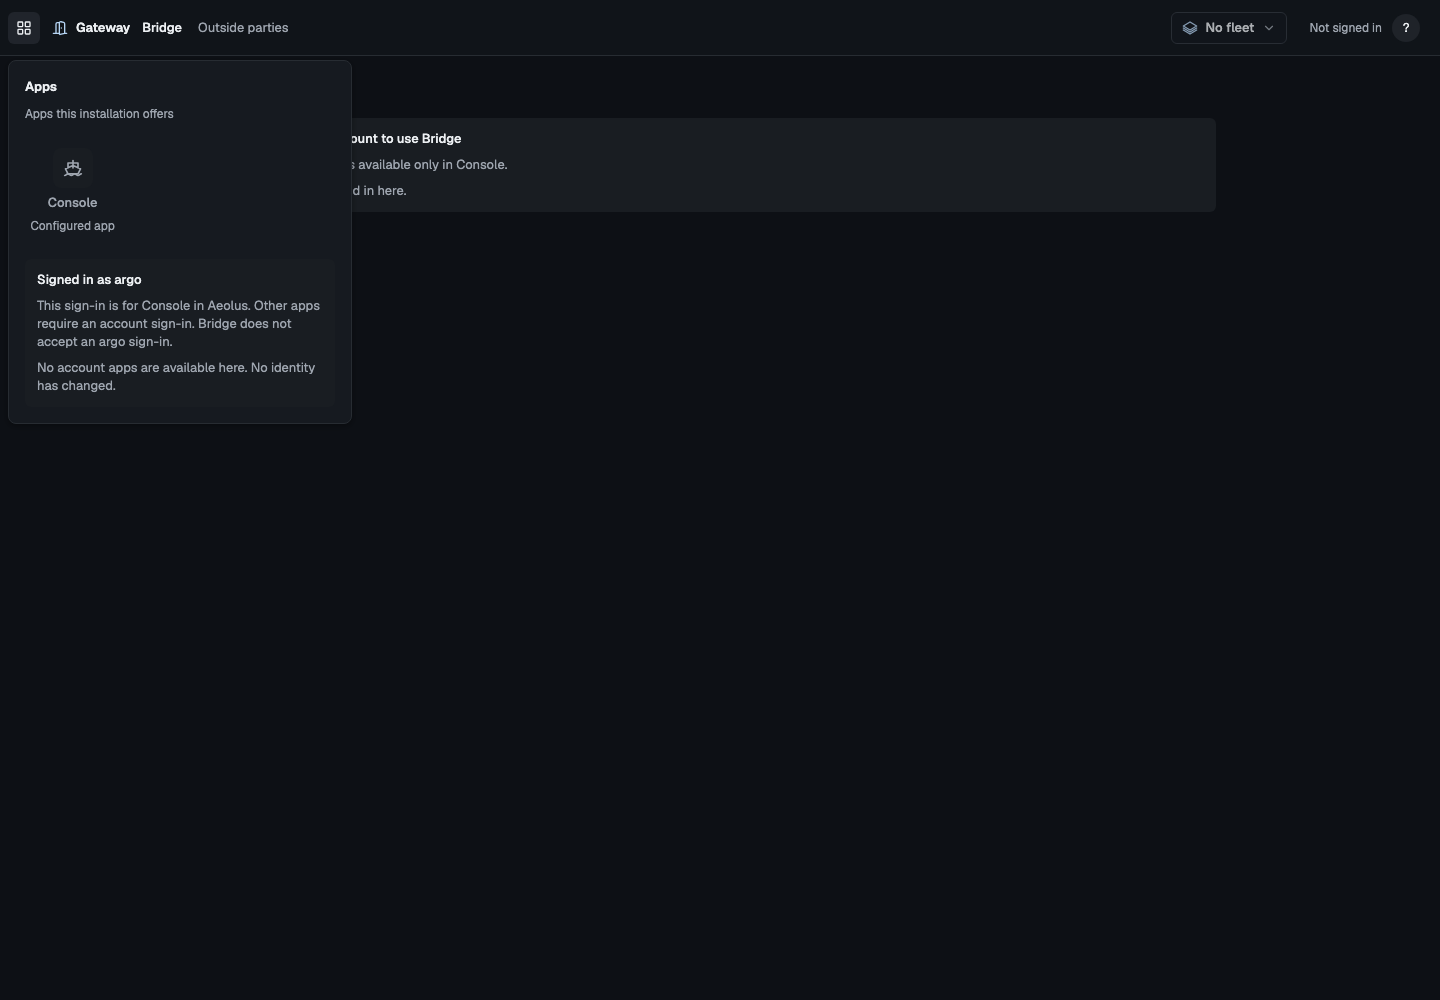 Gateway Bridge Outside parties No fleet Not signed in ?
Apps
Apps this installation offers
to use Bridge
available only in Console.
in here.
Console
Configured app
Signed in as argo
This sign-in is for Console in Aeolus. Other apps
require an account sign-in. Bridge does not
accept an argo sign-in.
No account apps are available here. No identity
has changed.